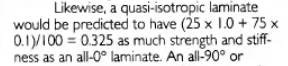 Likewise, a quasi-isotropic laminate
would be predicted to have (25 x 1.0 + 75 x
0.1)/100 = 0.325 as much strength and stiff-
ness as an all-0° laminate. An all-90° or